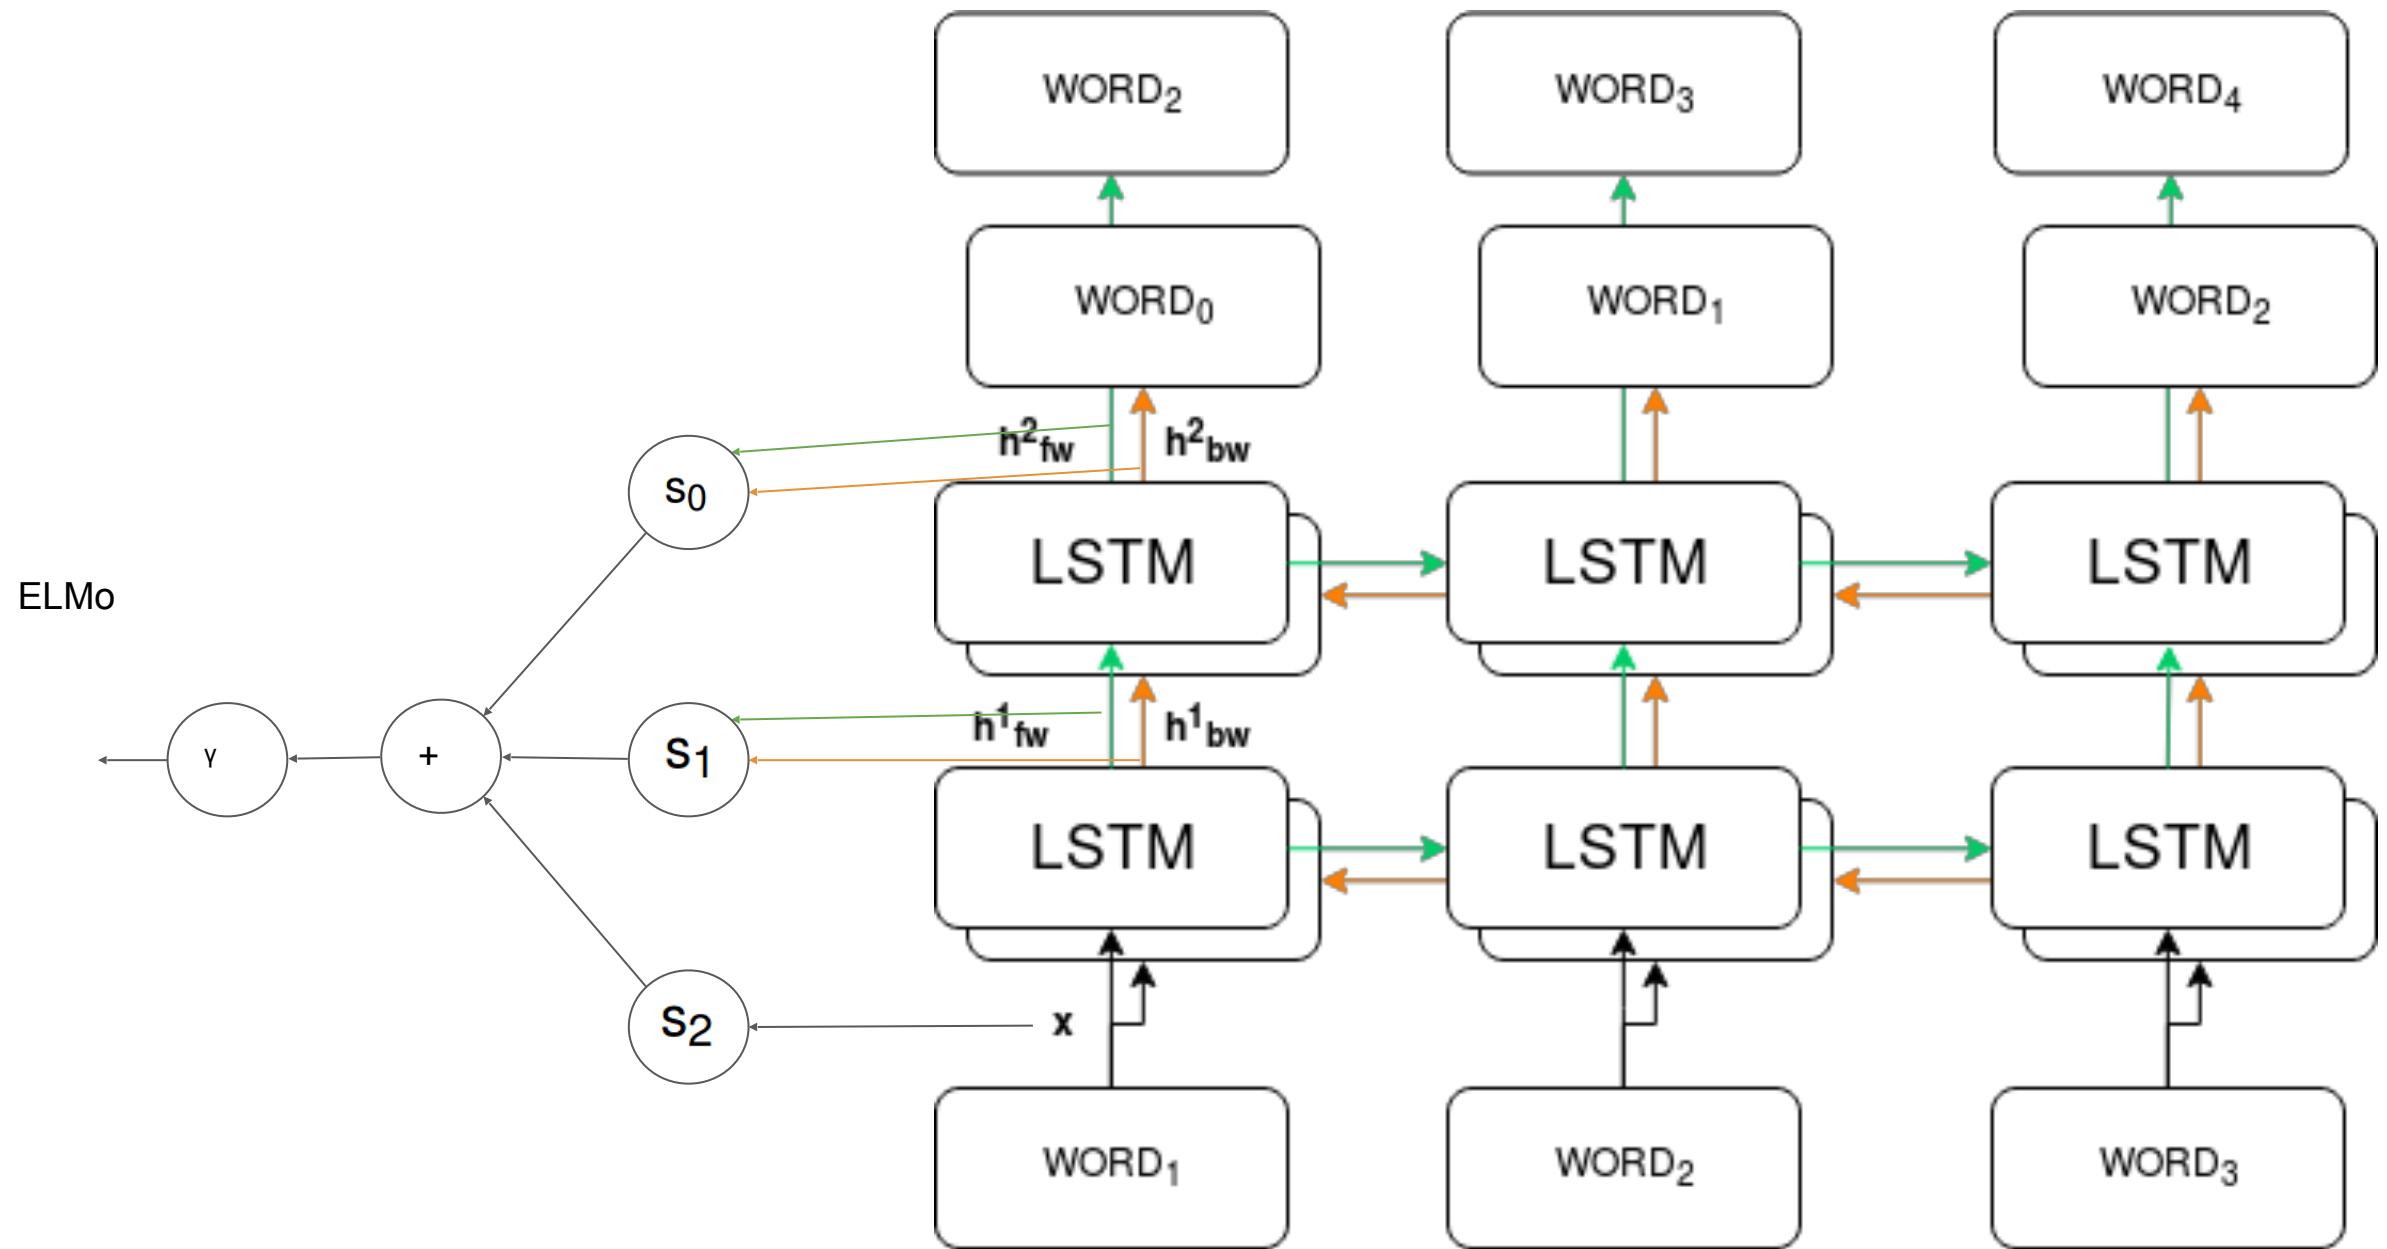 WORD₂ WORD₃ WORD₄
WORD₀ WORD₁ WORD₂
h²fw h²bw
s₀
LSTM LSTM LSTM
ELMo
h¹fw h¹bw
γ + s₁
LSTM LSTM LSTM
s₂ x
WORD₁ WORD₂ WORD₃